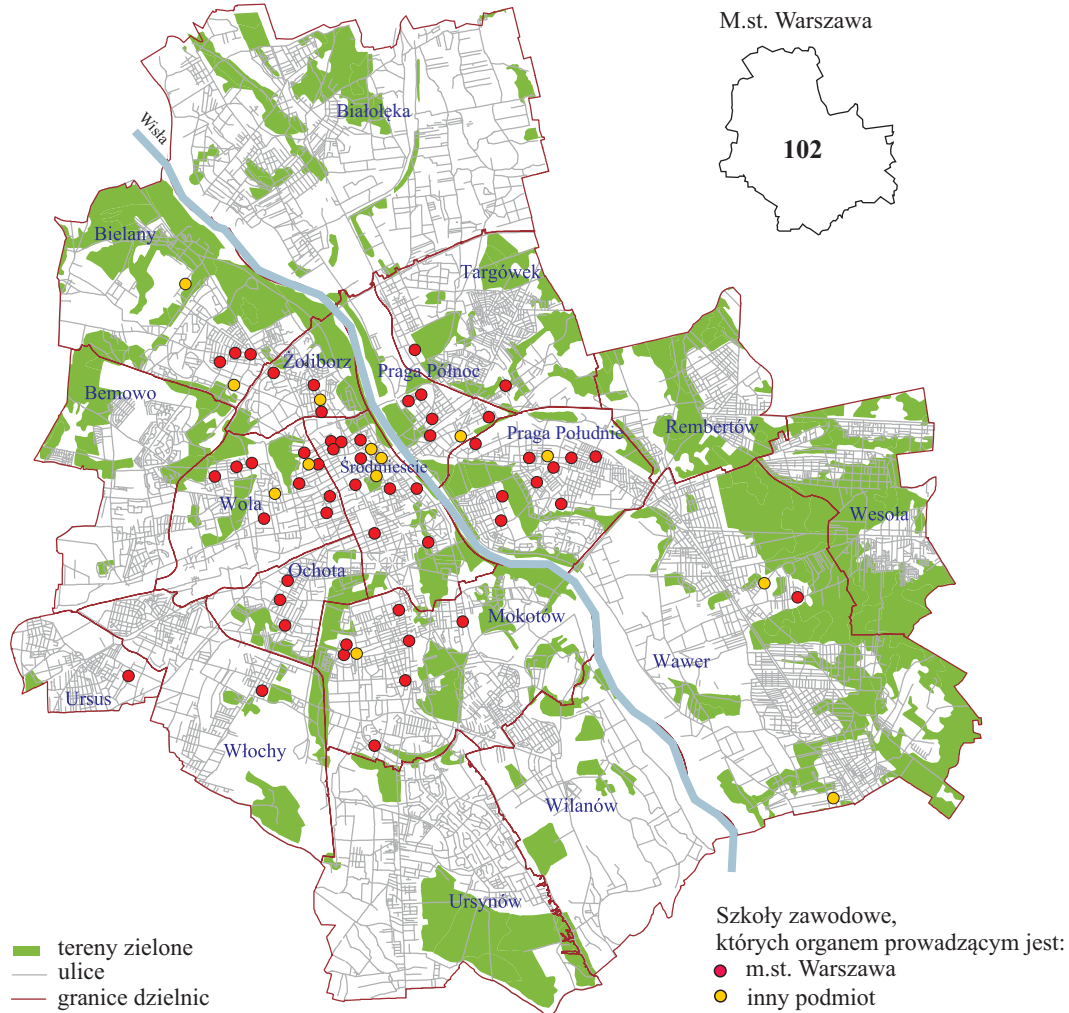 M.st. Warszawa
102
Białołęka
Wisła
Bielany
Targówek
Żoliborz
Praga Północ
Bemowo
Rembertów
Praga Południe
Śródmieście
Wola
Wesoła
Ochota
Mokotów
Wawer
Ursus
Włochy
Wilanów
Ursynów
tereny zielone
ulice
granice dzielnic
Szkoły zawodowe,
których organem prowadzącym jest:
m.st. Warszawa
inny podmiot